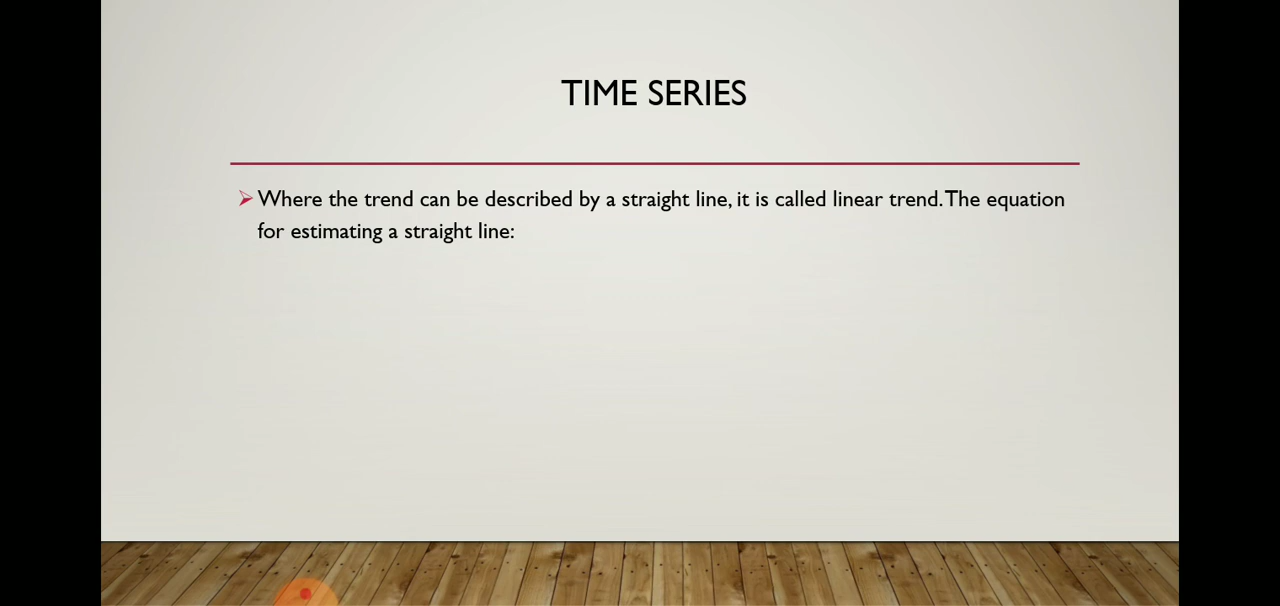 TIME SERIES
Where the trend can be described by a straight line, it is called linear trend. The equation
for estimating a straight line: